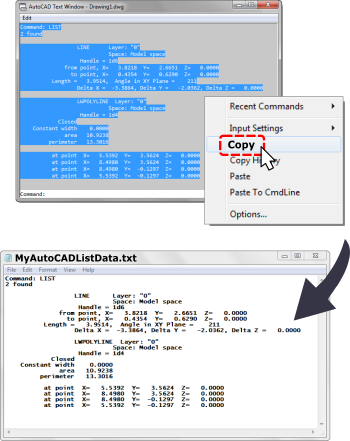 AutoCAD Text Window - Drawing1.dwg
Edit
Command: LIST
2 found
LINE Layer: "0"
Space: Model space
Handle = 1d6
from point, X= 3.8218 Y= 2.6651 Z= 0.0000
to point, X= 0.4354 Y= 0.6290 Z= 0.0000
Length = 3.9514, Angle in XY Plane = 211
Delta X = -3.3864, Delta Y = -2.0362, Delta Z = 0.0000
LWPOLYLINE Layer: "0"
Space: Model space
Handle = 1d4
Closed
Constant width 0.0000
area 10.9238
perimeter 13.3016
at point X= 5.5392 Y= 3.5624 Z= 0.0000
at point X= 8.4980 Y= 3.5624 Z= 0.0000
at point X= 8.4980 Y= -0.1297 Z= 0.0000
at point X= 5.5392 Y= -0.1297 Z= 0.0000
Command:
Recent Commands
Input Settings
Copy
Copy
Paste
Paste To CmdLine
Options...
MyAutoCADListData.txt
File Edit Format View Help
Command: LIST
2 found
LINE Layer: "0"
Space: Model space
Handle = 1d6
from point, X= 3.8218 Y= 2.6651 Z= 0.0000
to point, X= 0.4354 Y= 0.6290 Z= 0.0000
Length = 3.9514, Angle in XY Plane = 211
Delta X = -3.3864, Delta Y = -2.0362, Delta Z = 0.0000
LWPOLYLINE Layer: "0"
Space: Model space
Handle = 1d4
Closed
Constant width 0.0000
area 10.9238
perimeter 13.3016
at point X= 5.5392 Y= 3.5624 Z= 0.0000
at point X= 8.4980 Y= 3.5624 Z= 0.0000
at point X= 8.4980 Y= -0.1297 Z= 0.0000
at point X= 5.5392 Y= -0.1297 Z= 0.0000